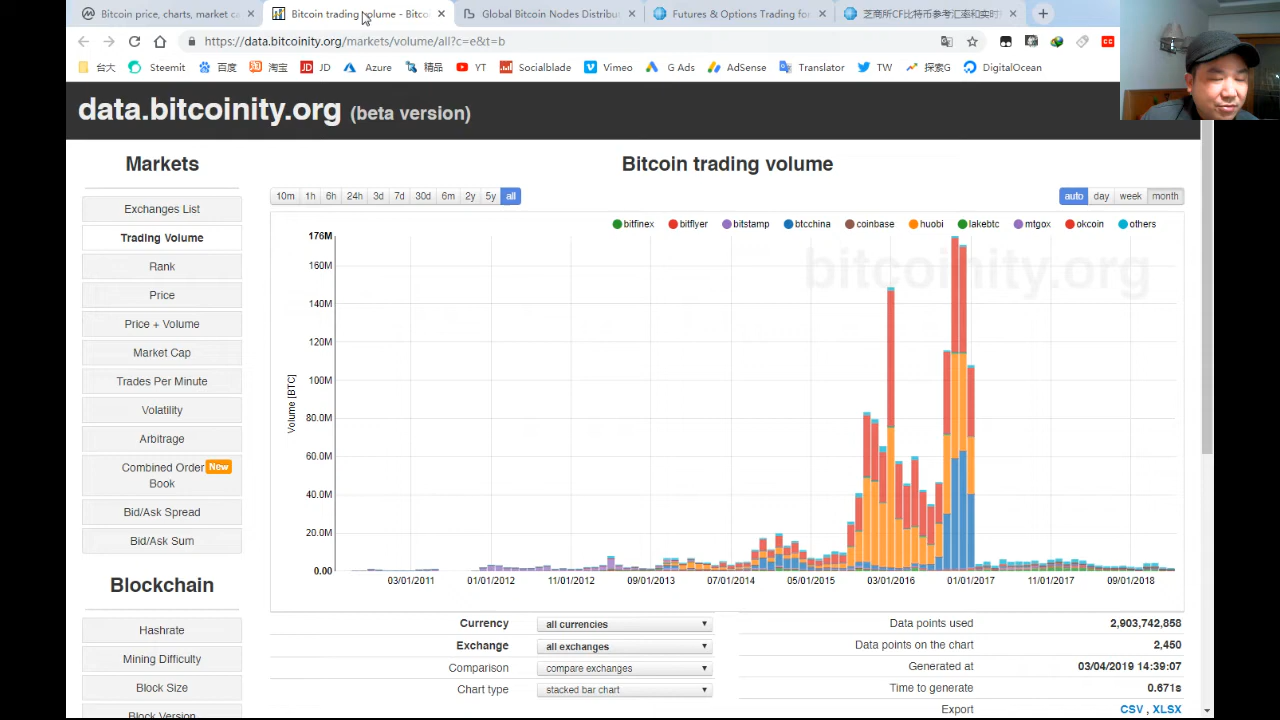 Bitcoin price, charts, market ca
Bitcoin trading volume - Bitco
Global Bitcoin Nodes Distribu
Futures & Options Trading for
芝商所CF比特币参考汇率和实时
https://data.bitcoinity.org/markets/volume/all?c=e&t=b
台大 Steemit 百度 淘宝 JD Azure 精品 YT Socialblade Vimeo G Ads AdSense Translator TW 探索G DigitalOcean
data.bitcoinity.org (beta version)
Markets
Exchanges List
Trading Volume
Rank
Price
Price + Volume
Market Cap
Trades Per Minute
Volatility
Arbitrage
Combined Order Book New
Bid/Ask Spread
Bid/Ask Sum
Blockchain
Hashrate
Mining Difficulty
Block Size
Block Version
Bitcoin trading volume
10m 1h 6h 24h 3d 7d 30d 6m 2y 5y all
auto day week month
bitfinex bitflyer bitstamp btcchina coinbase huobi lakebtc mtgox okcoin others
bitcoinity.org
Volume [BTC]
176M
160M
140M
120M
100M
80.0M
60.0M
40.0M
20.0M
0.00
03/01/2011 01/01/2012 11/01/2012 09/01/2013 07/01/2014 05/01/2015 03/01/2016 01/01/2017 11/01/2017 09/01/2018
Currency all currencies
Exchange all exchanges
Comparison compare exchanges
Chart type stacked bar chart
Data points used 2,903,742,858
Data points on the chart 2,450
Generated at 03/04/2019 14:39:07
Time to generate 0.671s
Export CSV , XLSX